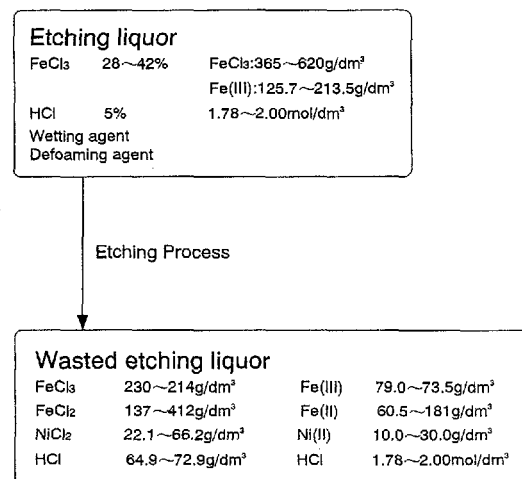 Etching liquor
FeCl₃ 28～42% FeCl₃:365～620g/dm³
Fe(III):125.7～213.5g/dm³
HCl 5% 1.78～2.00mol/dm³
Wetting agent
Defoaming agent
Etching Process
Wasted etching liquor
FeCl₃ 230～214g/dm³ Fe(III) 79.0～73.5g/dm³
FeCl₂ 137～412g/dm³ Fe(II) 60.5～181g/dm³
NiCl₂ 22.1～66.2g/dm³ Ni(II) 10.0～30.0g/dm³
HCl 64.9～72.9g/dm³ HCl 1.78～2.00mol/dm³